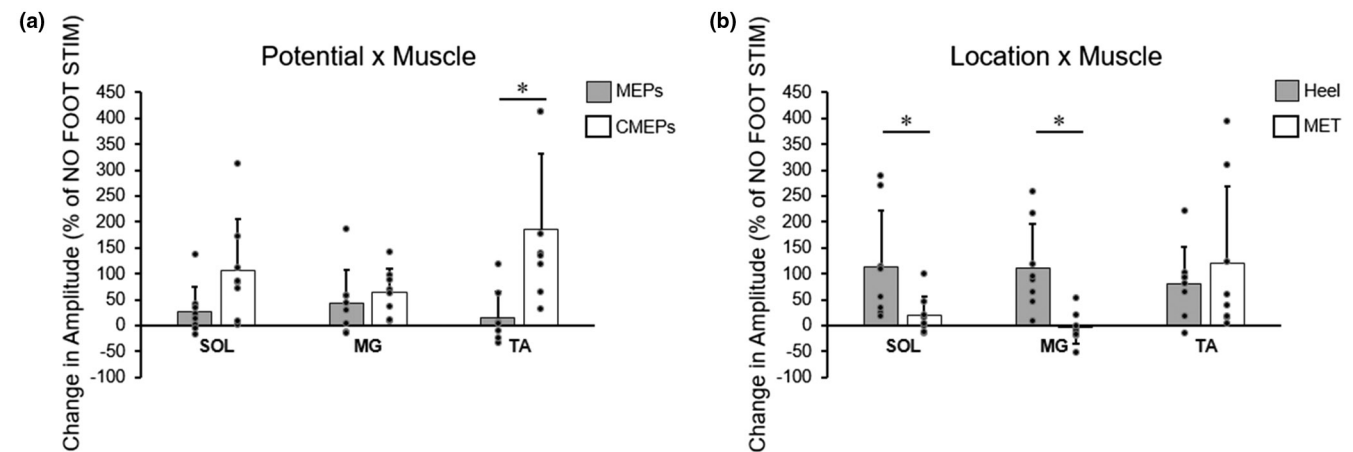 (a)
Change in Amplitude (% of NO FOOT STIM)
Potential x Muscle
MEPs
CMEPs
*
450
400
350
300
250
200
150
100
50
0
-50
-100
SOL
MG
TA
(b)
Change in Amplitude (% of NO FOOT STIM)
Location x Muscle
Heel
MET
*
*
450
400
350
300
250
200
150
100
50
0
-50
-100
SOL
MG
TA